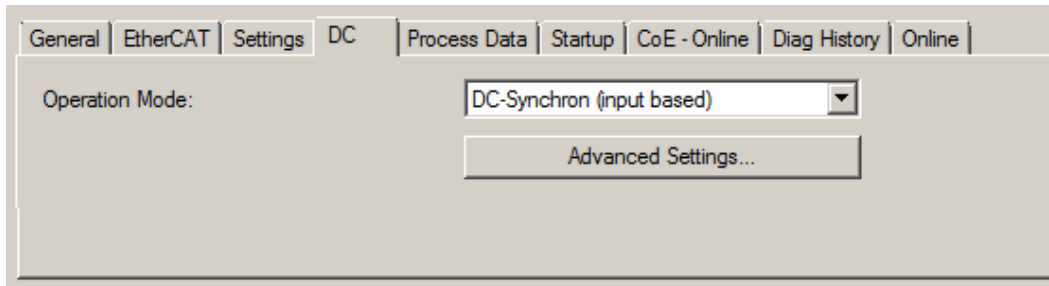 General EtherCAT Settings DC Process Data Startup CoE - Online Diag History Online
Operation Mode: DC-Synchron (input based)
Advanced Settings...